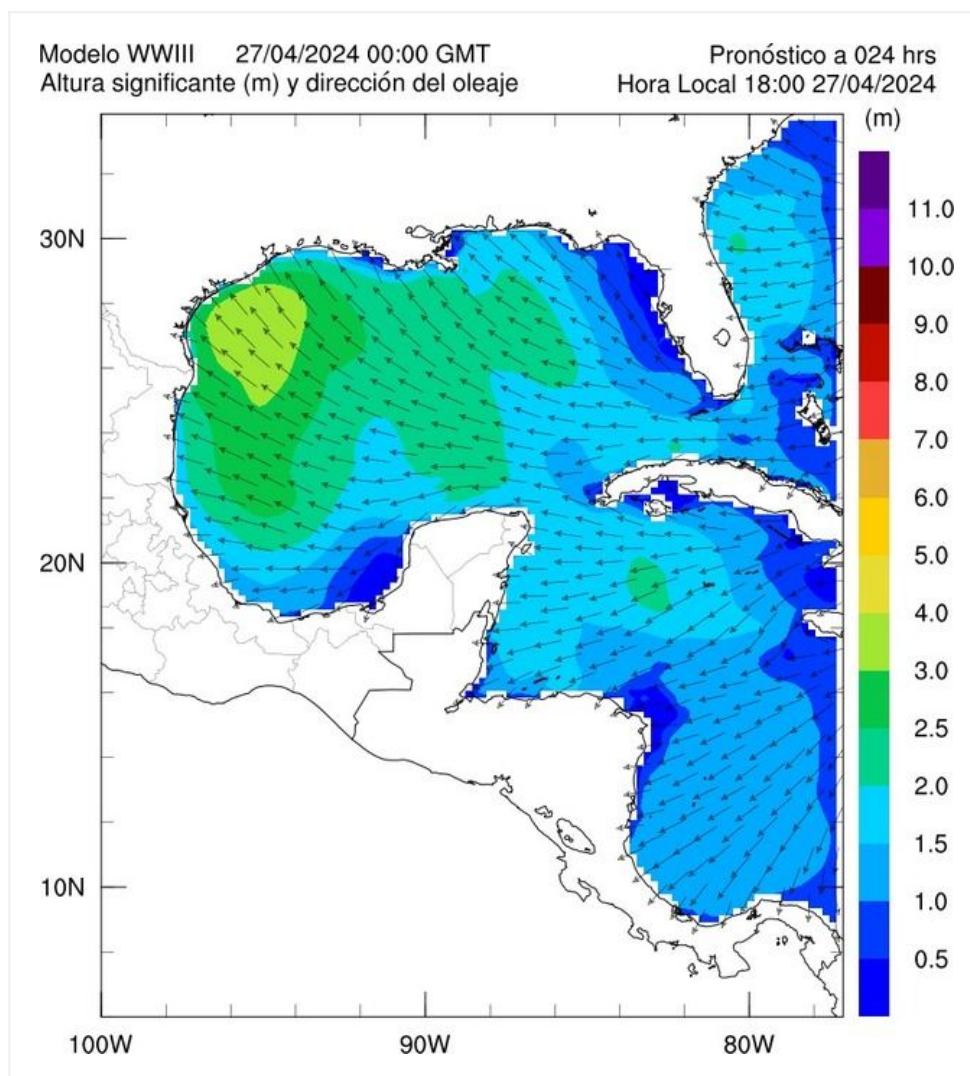 Modelo WWIII 27/04/2024 00:00 GMT Pronóstico a 024 hrs
Altura significante (m) y dirección del oleaje Hora Local 18:00 27/04/2024
(m)
11.0
10.0
9.0
8.0
7.0
6.0
5.0
4.0
3.0
2.5
2.0
1.5
1.0
0.5
30N
20N
10N
100W 90W 80W